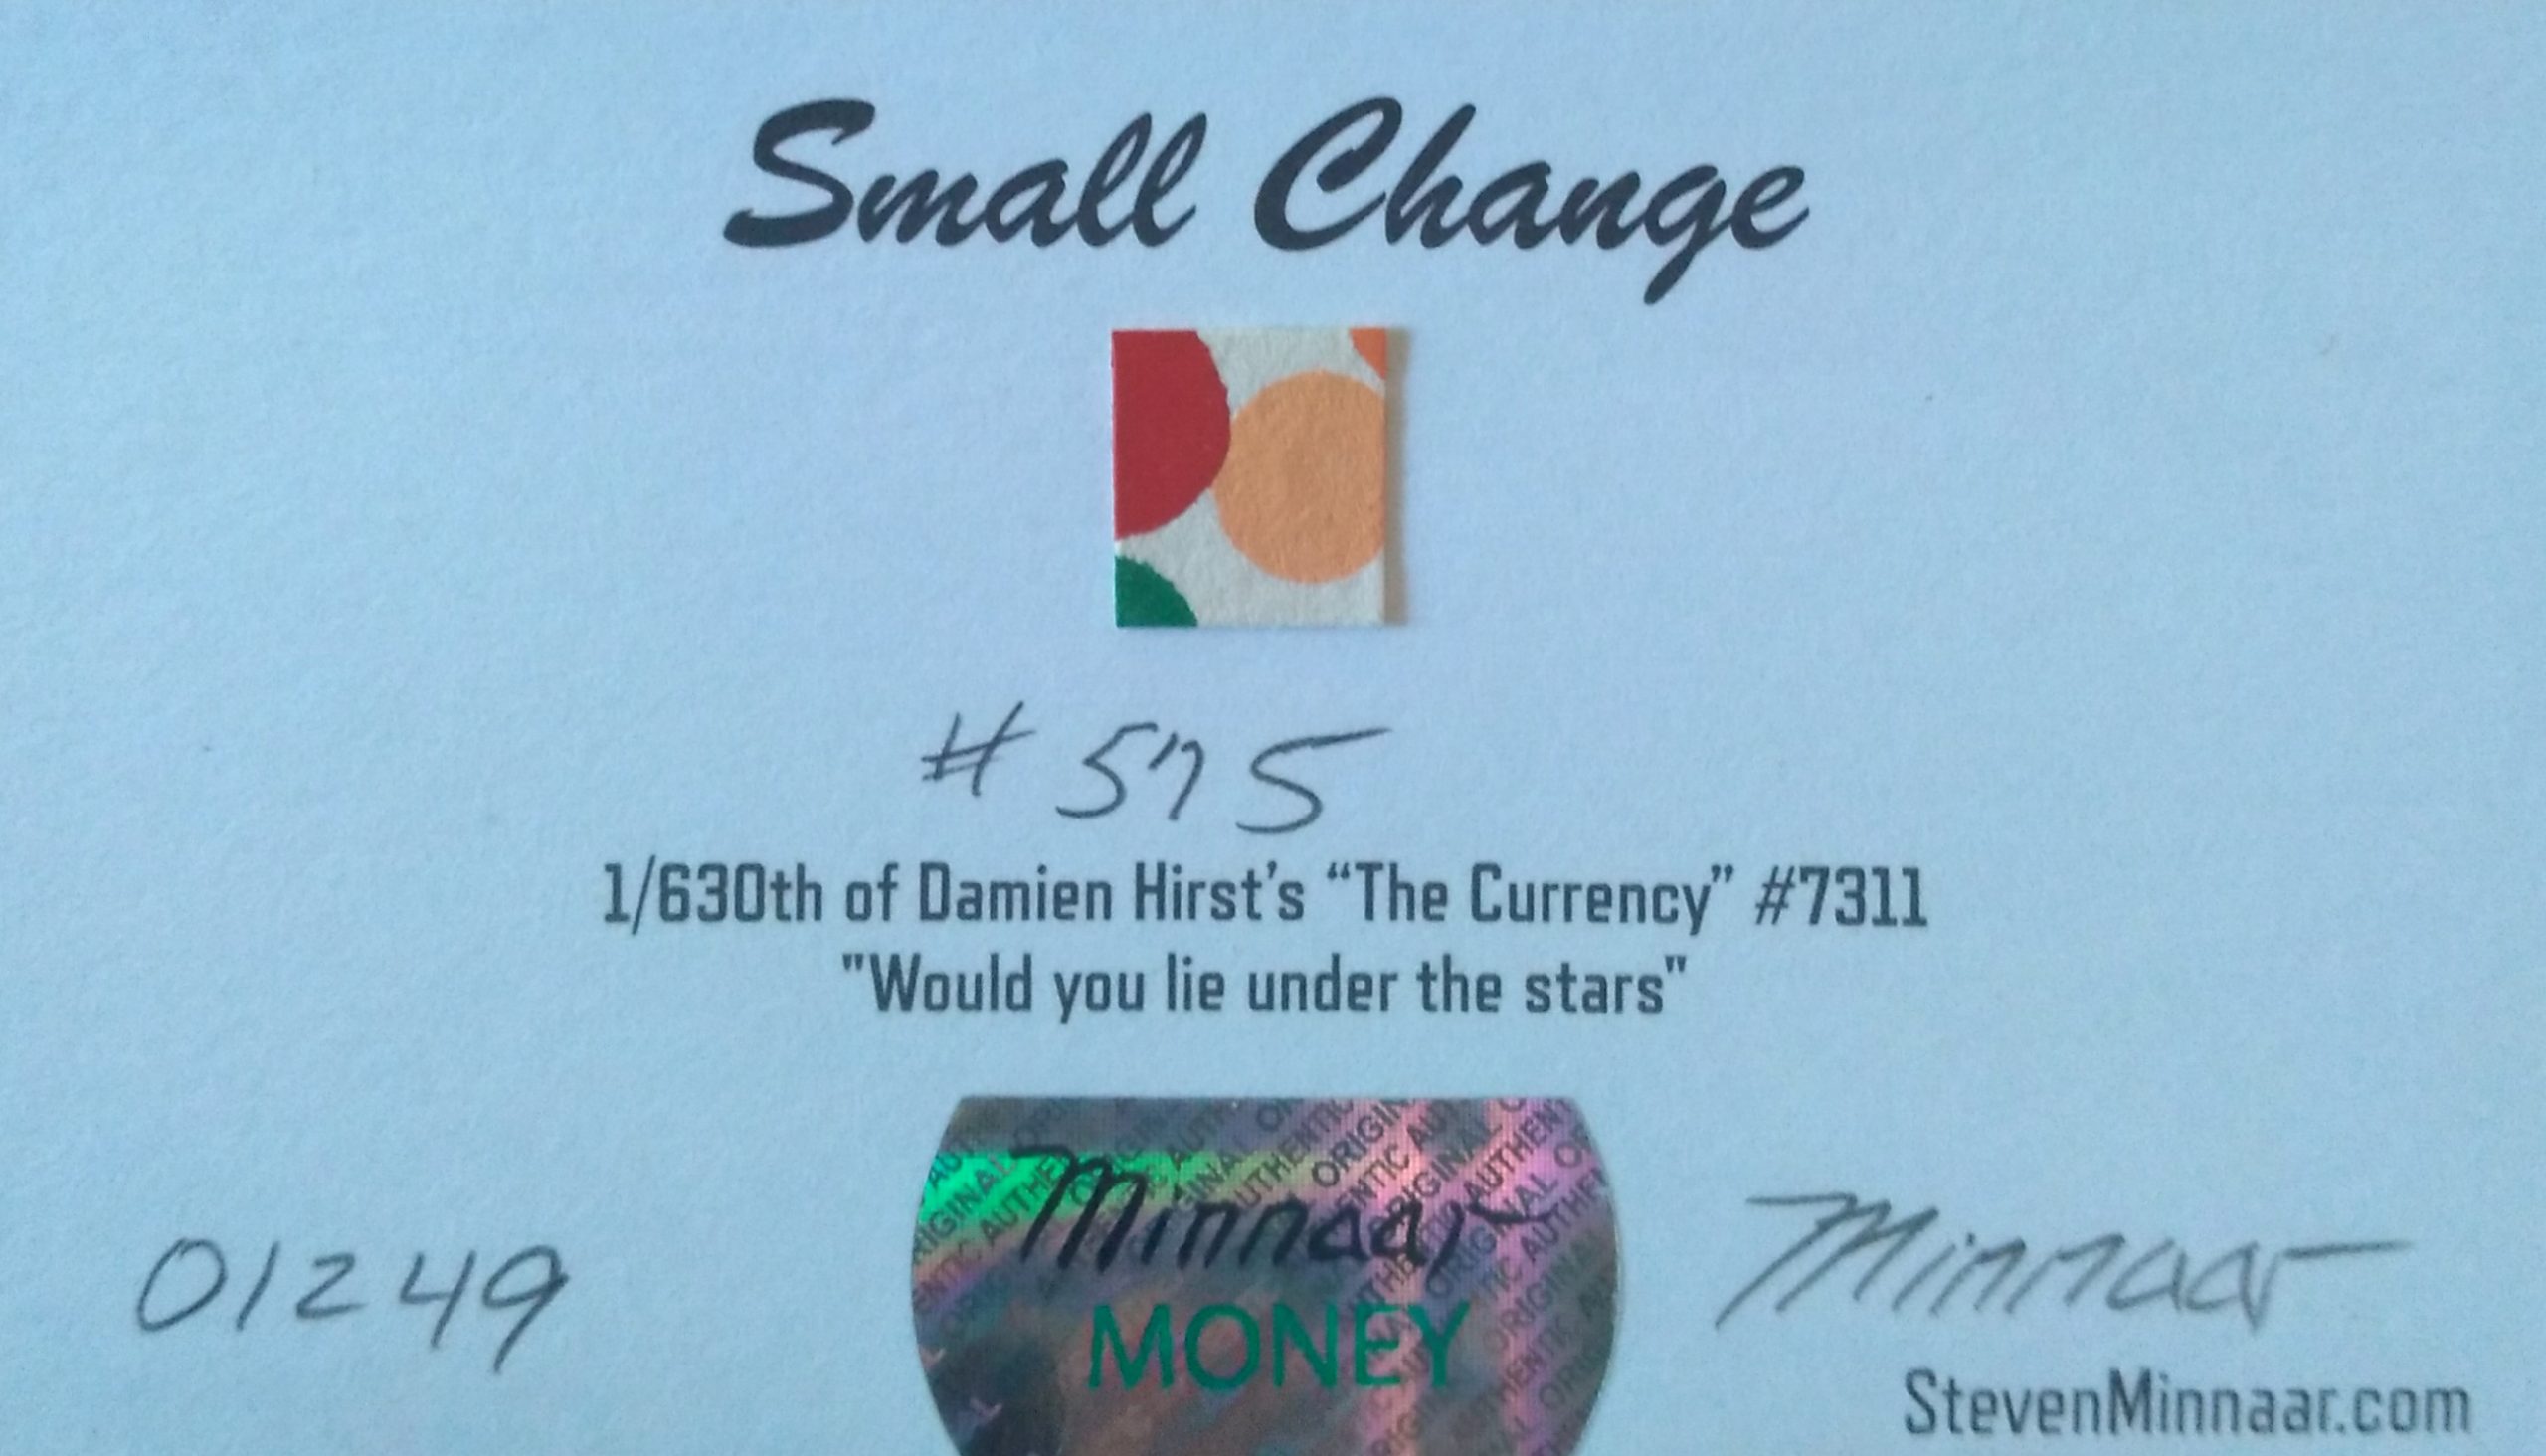 Small Change
# 575
1/630th of Damien Hirst's “The Currency” #7311
"Would you lie under the stars"
Minnaar
MONEY
01249
Minnaar
StevenMinnaar.com